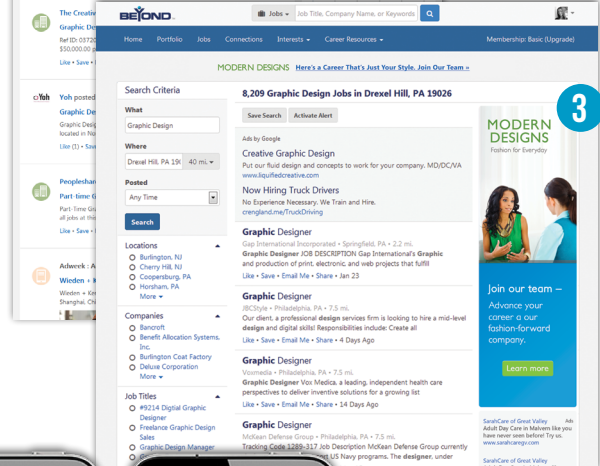 The Creativ
Graphic De
Ref ID: 03720
$50,000.00 p
Like • Save •
Yoh
Yoh posted
Graphic Des
Graphic Desig
located in No
Like (1) • Save
Peopleshar
Part-time G
Part-Time Gra
all jobs at this
Like • Save •
Adweek : A
Wieden + K
Wieden + Ker
Shanghai, Chi
BEYOND
Jobs
Job Title, Company Name, or Keywords
Home
Portfolio
Jobs
Connections
Interests
Career Resources
Membership: Basic (Upgrade)
MODERN DESIGNS Here's a Career That's Just Your Style. Join Our Team »
Search Criteria
What
Graphic Design
Where
Drexel Hill, PA 190
40 mi.
Posted
Any Time
Search
Locations
Burlington, NJ
Cherry Hill, NJ
Coopersburg, PA
Horsham, PA
More
Companies
Bancroft
Benefit Allocation Systems,
Inc.
Burlington Coat Factory
Deluxe Corporation
More
Job Titles
#9214 Digtial Graphic
Designer
Freelance Graphic Design
Sales
Graphic Design Manager
8,209 Graphic Design Jobs in Drexel Hill, PA 19026
Save Search
Activate Alert
Ads by Google
Creative Graphic Design
Put our fluid design and concepts to work for your company. MD/DC/VA
www.liquifiedcreative.com
Now Hiring Truck Drivers
No Experience Necessary. We Train and Hire.
crengland.me/TruckDriving
Graphic Designer
Gap International Incorporated • Springfield, PA • 2.2 mi.
Graphic Designer JOB DESCRIPTION Gap International's Graphic
and production of print, electronic, and web projects that fulfill
Like • Save • Email Me • Share • Jan 23
Graphic Designer
JBCStyle • Philadelphia, PA • 7.5 mi.
Our client, a professional design services firm is looking to hire a mid-level
design and digital skills! Responsibilities include: Create all
Like • Save • Email Me • Share • 4 Days Ago
Graphic Designer
Voxmedia • Philadelphia, PA • 7.5 mi.
Graphic Designer Vox Medica, a leading, independent health care
perspectives to deliver inventive solutions for a growing list
Like • Save • Email Me • Share • 14 Days Ago
Graphic Designer
McKean Defense Group • Philadelphia, PA • 7.5 mi.
Tracking Code 1289-317 Job Description McKean Defense Group currently
port US Navy programs. The designer, under
3
MODERN
DESIGNS
Fashion for Everyday
Join our team –
Advance your
career a our
fashion-forward
company.
Learn more
SarahCare of Great Valley
Ads
Adult Day Care in Malvern like you
have never seen before! Try us.
www.sarahcaregv.com
SarahCare of Great Valley